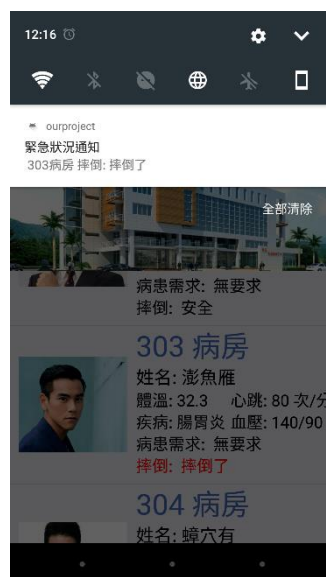 12:16
ourproject
緊急狀況通知
303病房 摔倒: 摔倒了
全部清除
病患需求: 無要求
摔倒: 安全
303 病房
姓名: 澎魚雁
體溫: 32.3 心跳: 80 次/分
疾病: 腸胃炎 血壓: 140/90
病患需求: 無要求
摔倒: 摔倒了
304 病房
姓名: 蟑穴有